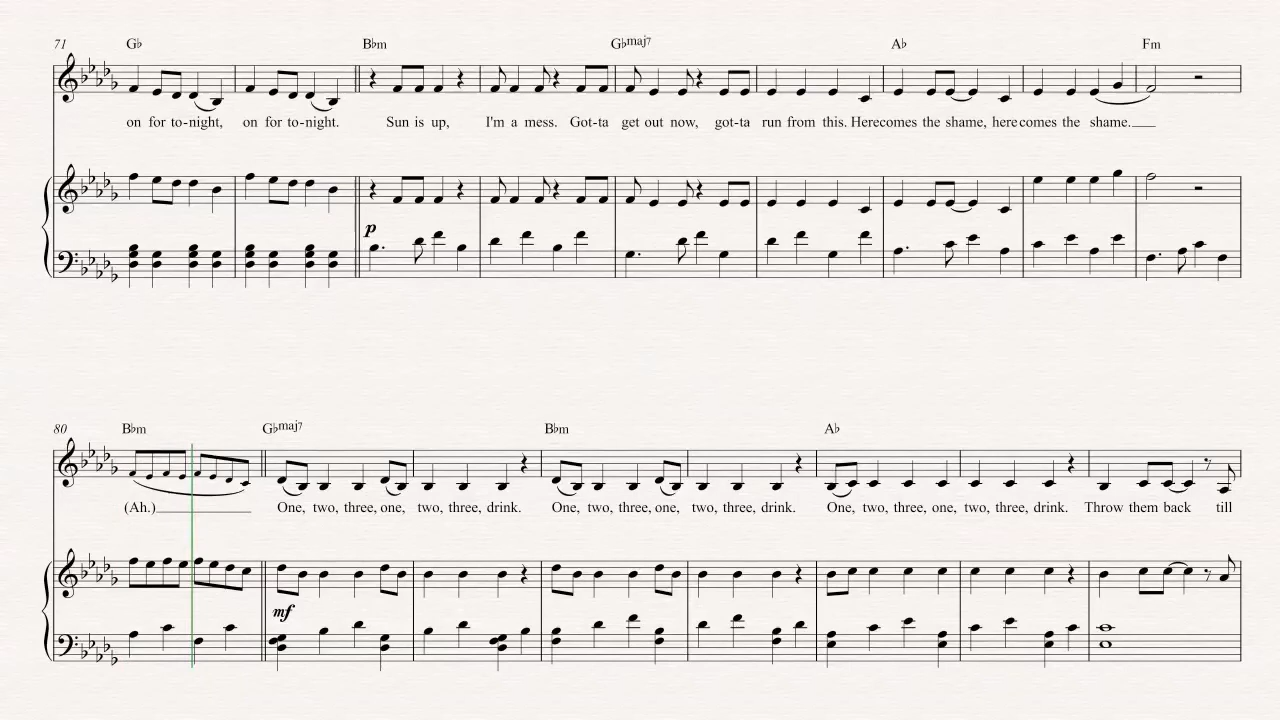 71 G♭ B♭m G♭maj7 A♭ Fm
on for to-night, on for to-night. Sun is up, I'm a mess. Got-ta get out now, got-ta run from this. Here comes the shame, here comes the shame.
p
80 B♭m G♭maj7 B♭m A♭
(Ah.) One, two, three, one, two, three, drink. One, two, three, one, two, three, drink. One, two, three, one, two, three, drink. Throw them back till
mf